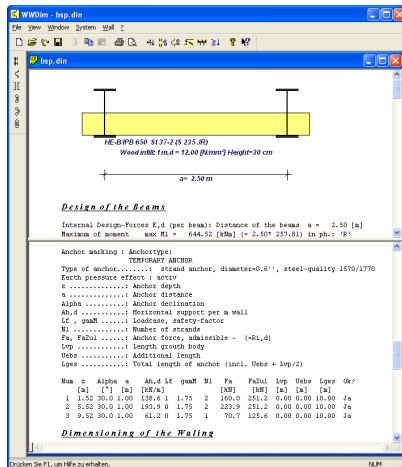 WWDim - bsp.din
File View Window System Wall ?
bsp.din
HE-B/IPB 650 St 37-2 (S 235 JR)
Wood infill: f m,d = 12.00 [N/mm²] Height=30 cm
a= 2.50 m
Design of the Beams
Internal Design-Forces E,d (per beam): Distance of the beams a = 2.50 [m]
Maximum of moment max M1 = 644.52 [kNm] (= 2.50* 257.81) in ph.: 'R'
Anchor marking : Anchortype:
TEMPORARY ANCHOR
Type of anchor........: strand anchor, diameter=0.6'', steel-quality 1570/1770
Earth pressure effect : activ
z .............: Anchor depth
a .............: Anchor distance
Alpha ..........: Anchor declination
Ah,d ...........: Horizontal support per m wall
Lf , gamM ......: Loadcase, safety-factor
Nl .............: Number of strands
Fa, FaZul ......: Anchor force, admissible - (=Ri,d)
Lvp ............: Length grouth body
Uebs ...........: Additional length
Lges ...........: Total length of anchor (incl. Uebs + Lvp/2)
Num z Alpha a Ah,d Lf gamM Nl Fa FaZul Lvp Uebs Lges Ok?
[m] [°] [m] [kN/m] [kN] [kN] [m] [m] [m]
1 1.52 30.0 1.00 138.6 1 1.75 2 160.0 251.2 0.00 0.00 10.00 Ja
2 5.52 30.0 1.00 193.9 0 1.75 2 223.9 251.2 0.00 0.00 10.00 Ja
3 9.52 30.0 1.00 61.2 0 1.75 1 70.7 125.6 0.00 0.00 10.00 Ja
Dimensioning of the Waling
Drücken Sie F1, um Hilfe zu erhalten.
NUM